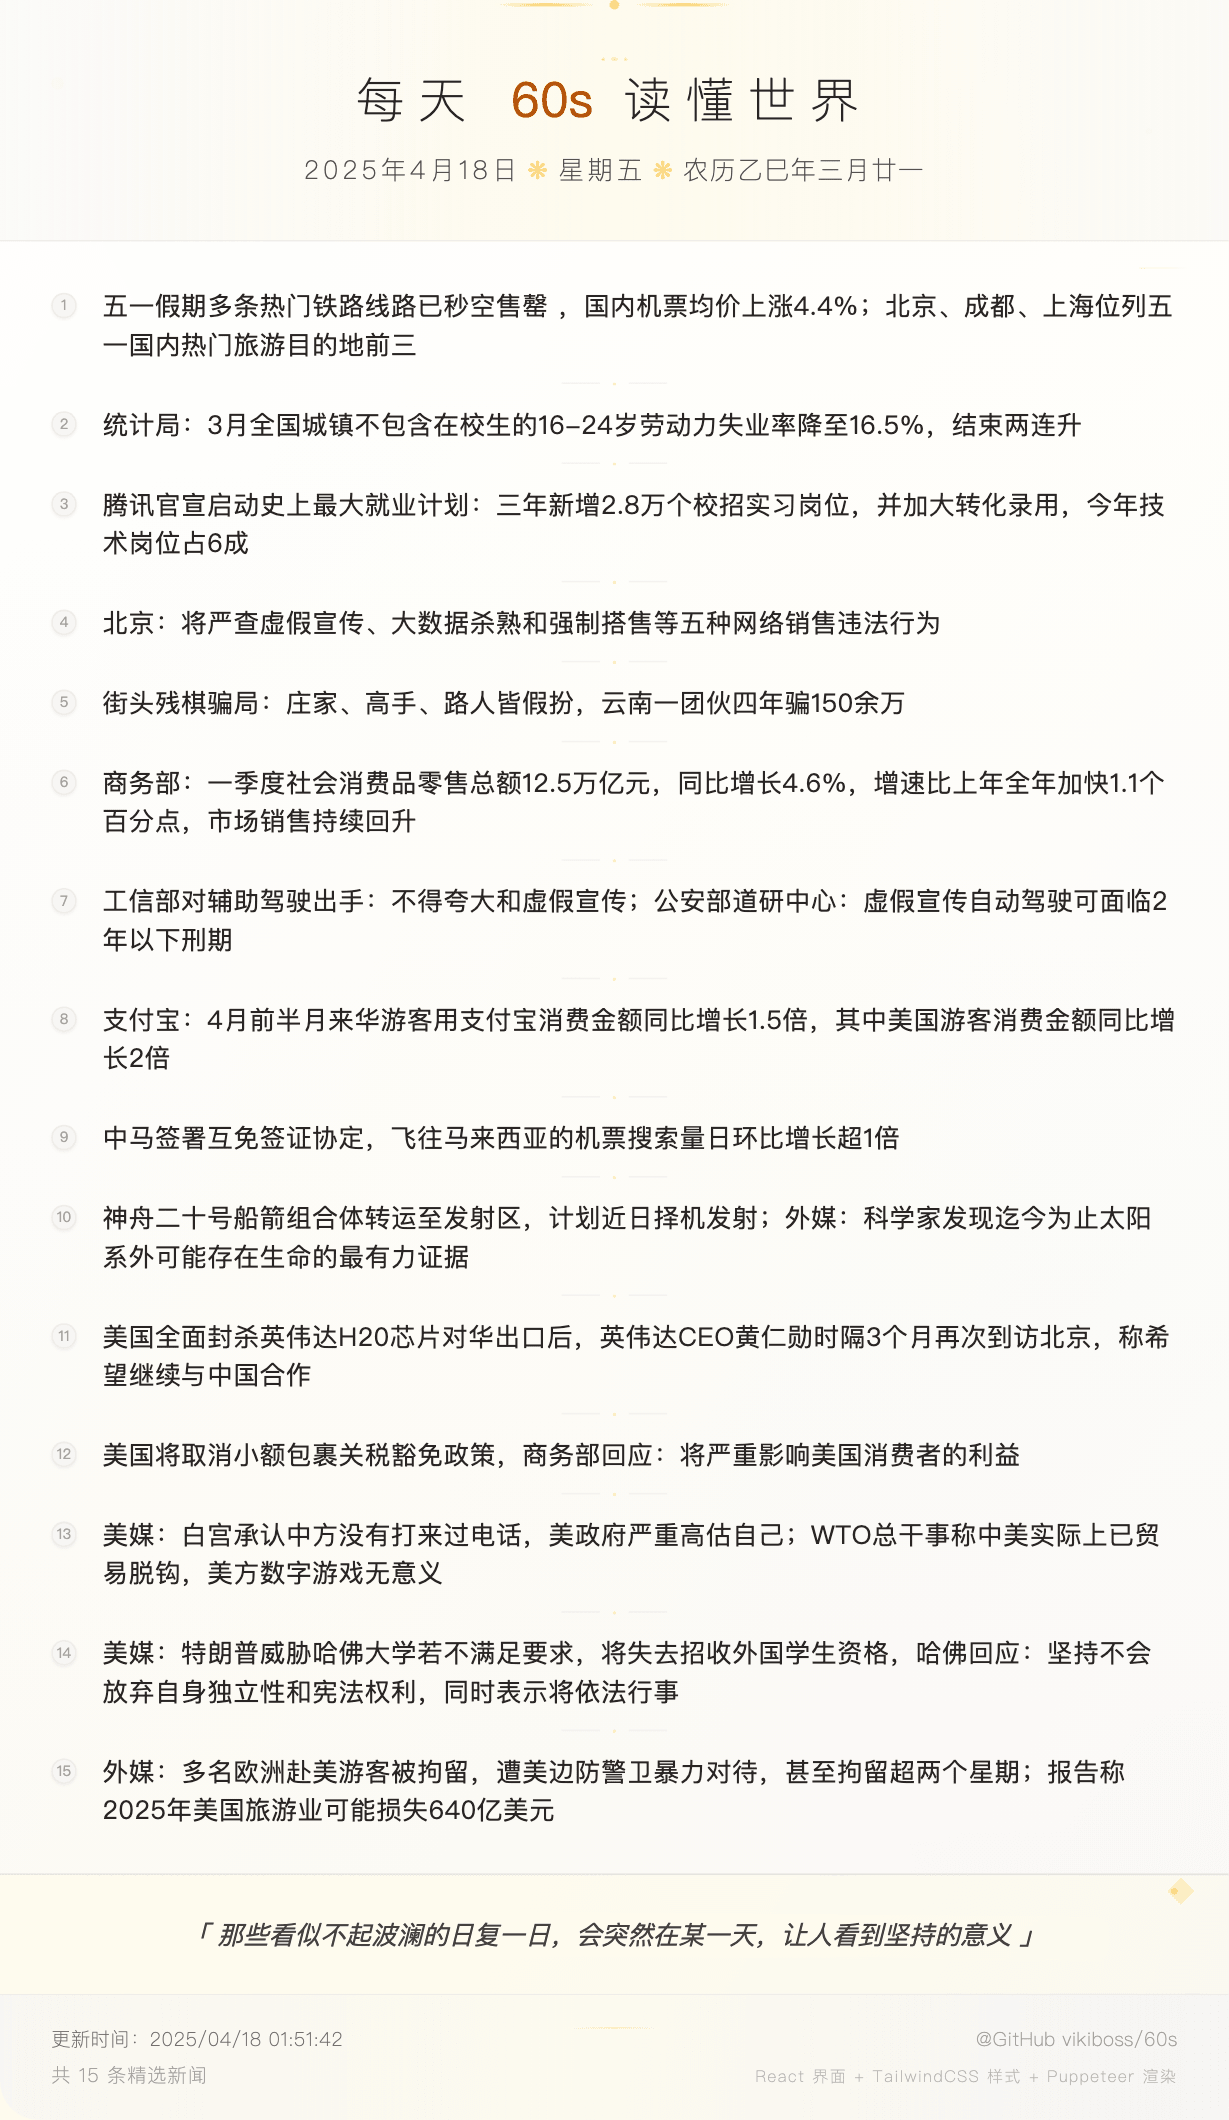 每天 60s 读懂世界
2025年4月18日 ❋ 星期五 ❋ 农历乙巳年三月廿一
1 五一假期多条热门铁路线路已秒空售罄 ，国内机票均价上涨4.4%；北京、成都、上海位列五
一国内热门旅游目的地前三
2 统计局：3月全国城镇不包含在校生的16-24岁劳动力失业率降至16.5%，结束两连升
3 腾讯官宣启动史上最大就业计划：三年新增2.8万个校招实习岗位，并加大转化录用，今年技
术岗位占6成
4 北京：将严查虚假宣传、大数据杀熟和强制搭售等五种网络销售违法行为
5 街头残棋骗局：庄家、高手、路人皆假扮，云南一团伙四年骗150余万
6 商务部：一季度社会消费品零售总额12.5万亿元，同比增长4.6%，增速比上年全年加快1.1个
百分点，市场销售持续回升
7 工信部对辅助驾驶出手：不得夸大和虚假宣传；公安部道研中心：虚假宣传自动驾驶可面临2
年以下刑期
8 支付宝：4月前半月来华游客用支付宝消费金额同比增长1.5倍，其中美国游客消费金额同比增
长2倍
9 中马签署互免签证协定，飞往马来西亚的机票搜索量日环比增长超1倍
10 神舟二十号船箭组合体转运至发射区，计划近日择机发射；外媒：科学家发现迄今为止太阳
系外可能存在生命的最有力证据
11 美国全面封杀英伟达H20芯片对华出口后，英伟达CEO黄仁勋时隔3个月再次到访北京，称希
望继续与中国合作
12 美国将取消小额包裹关税豁免政策，商务部回应：将严重影响美国消费者的利益
13 美媒：白宫承认中方没有打来过电话，美政府严重高估自己；WTO总干事称中美实际上已贸
易脱钩，美方数字游戏无意义
14 美媒：特朗普威胁哈佛大学若不满足要求，将失去招收外国学生资格，哈佛回应：坚持不会
放弃自身独立性和宪法权利，同时表示将依法行事
15 外媒：多名欧洲赴美游客被拘留，遭美边防警卫暴力对待，甚至拘留超两个星期；报告称
2025年美国旅游业可能损失640亿美元
「 那些看似不起波澜的日复一日，会突然在某一天，让人看到坚持的意义 」
更新时间：2025/04/18 01:51:42
@GitHub vikiboss/60s
共 15 条精选新闻
React 界面 + TailwindCSS 样式 + Puppeteer 渲染